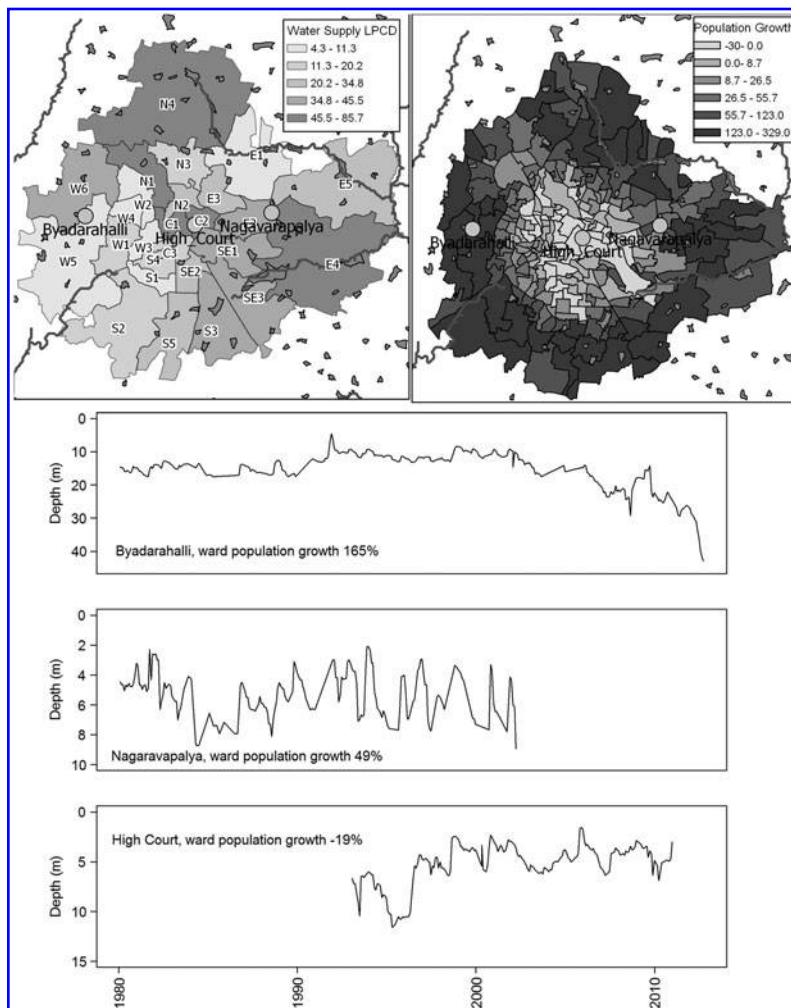 Water Supply LPCD
4.3 - 11.3
11.3 - 20.2
20.2 - 34.8
34.8 - 45.5
45.5 - 85.7
N4
N3
E1
W6
N1
E5
E3
W2
N2
W4
C1
C2
Nagavarapalya
Byadarahalli
High Court
W1
W3
C3
SE1
W5
S4
S1
SE2
E4
SE3
S2
S5
S3
Population Growth
-30- 0.0
0.0- 8.7
8.7 - 26.5
26.5 - 55.7
55.7 - 123.0
123.0 - 329.0
Byadarahalli
Nagavarapalya
High Court
0
10
20
30
40
Depth (m)
Byadarahalli, ward population growth 165%
0
2
4
6
8
10
Depth (m)
Nagaravapalya, ward population growth 49%
0
5
10
15
Depth (m)
High Court, ward population growth -19%
1980
1990
2000
2010